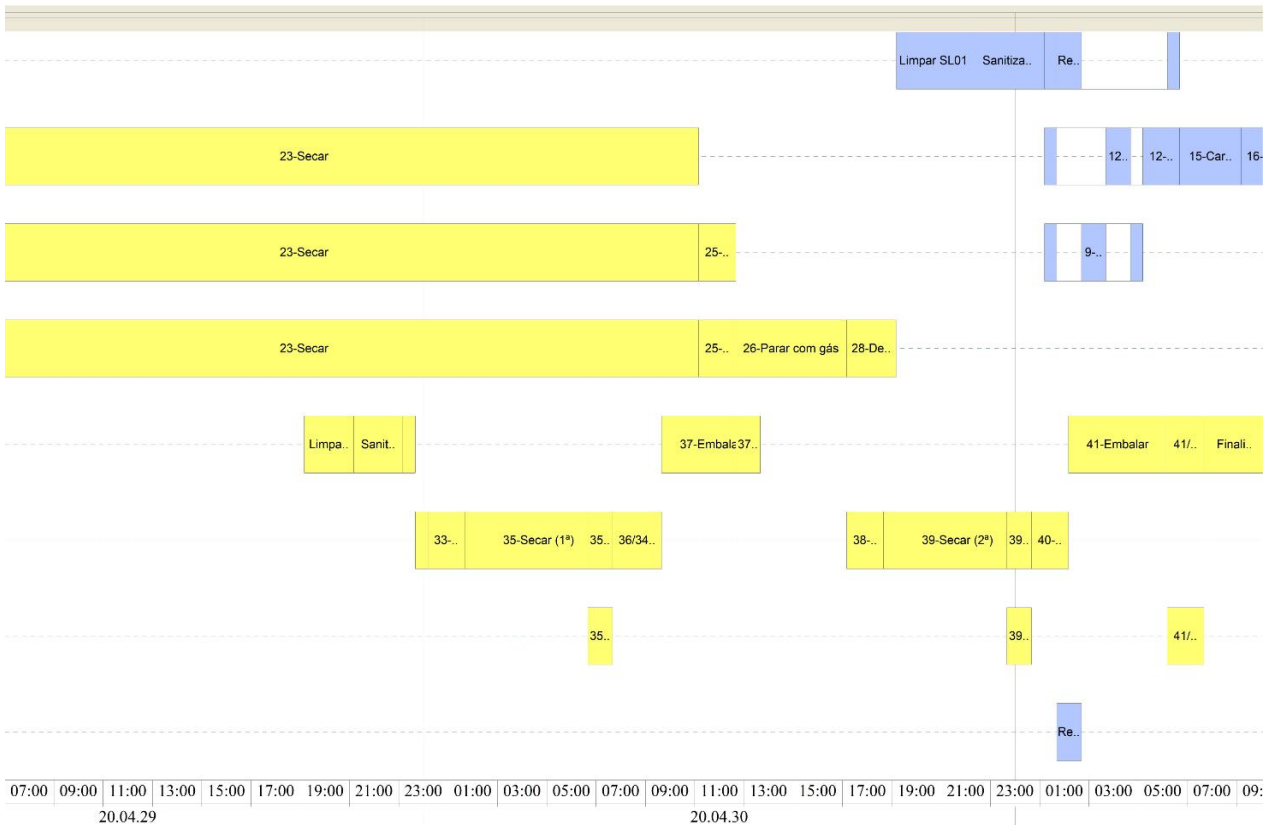 Limpar SL01 Sanitiza.. Re..
23-Secar 12.. 12-.. 15-Car.. 16-
23-Secar 25-.. 9-..
23-Secar 25-.. 26-Parar com gás 28-De..
Limpa.. Sanit.. 37-Embala 37.. 41-Embalar 41/.. Finali..
33-.. 35-Secar (1ª) 35.. 36/34.. 38-.. 39-Secar (2ª) 39.. 40-..
35.. 39.. 41/..
Re..
07:00 09:00 11:00 13:00 15:00 17:00 19:00 21:00 23:00 01:00 03:00 05:00 07:00 09:00 11:00 13:00 15:00 17:00 19:00 21:00 23:00 01:00 03:00 05:00 07:00 09:
20.04.29 20.04.30